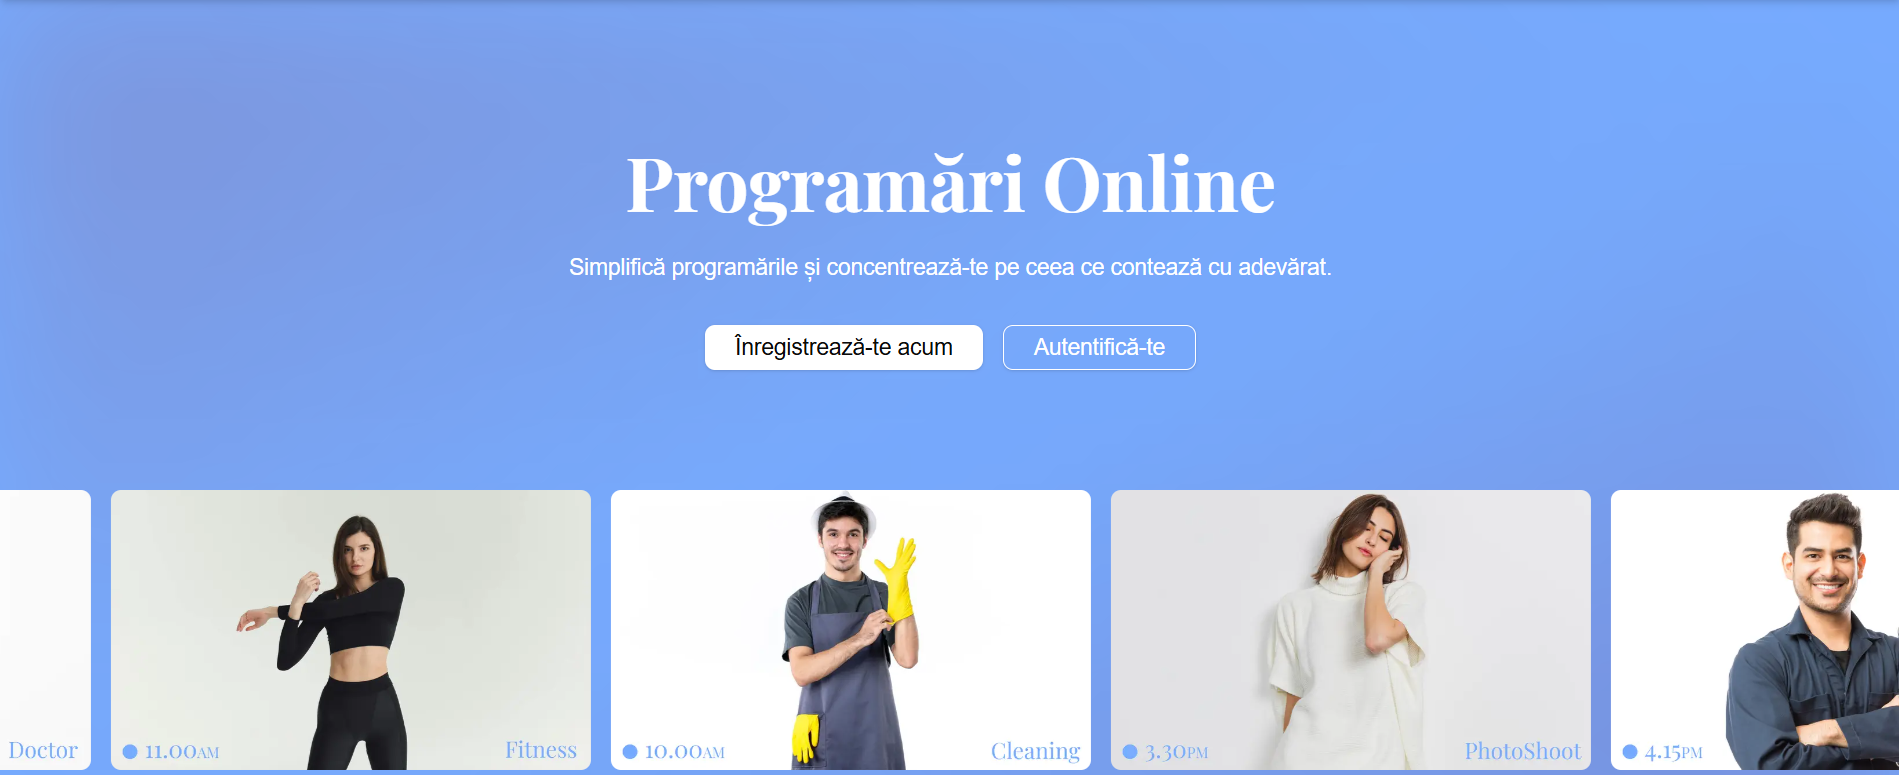 Programări Online
Simplifică programările și concentrează-te pe ceea ce contează cu adevărat.
Înregistrează-te acum
Autentifică-te
Doctor
11.00AM
Fitness
10.00AM
Cleaning
3.30PM
PhotoShoot
4.15PM